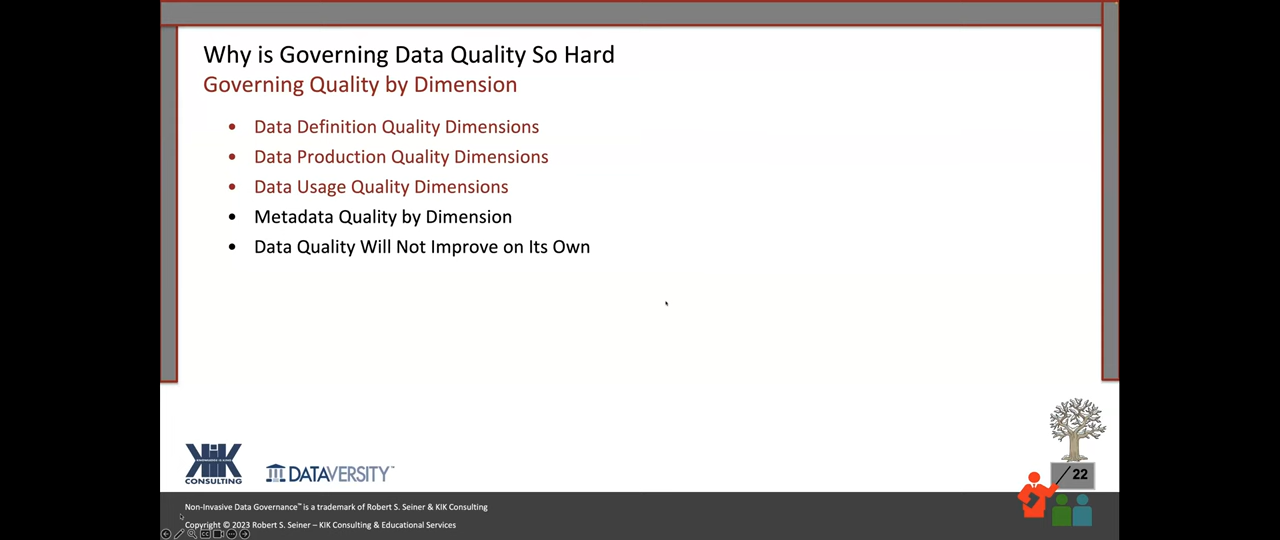 Why is Governing Data Quality So Hard
Governing Quality by Dimension
• Data Definition Quality Dimensions
• Data Production Quality Dimensions
• Data Usage Quality Dimensions
• Metadata Quality by Dimension
• Data Quality Will Not Improve on Its Own
KIK
CONSULTING
DATAVERSITY™
22
Non-Invasive Data Governance™ is a trademark of Robert S. Seiner & KIK Consulting
Copyright © 2023 Robert S. Seiner – KIK Consulting & Educational Services